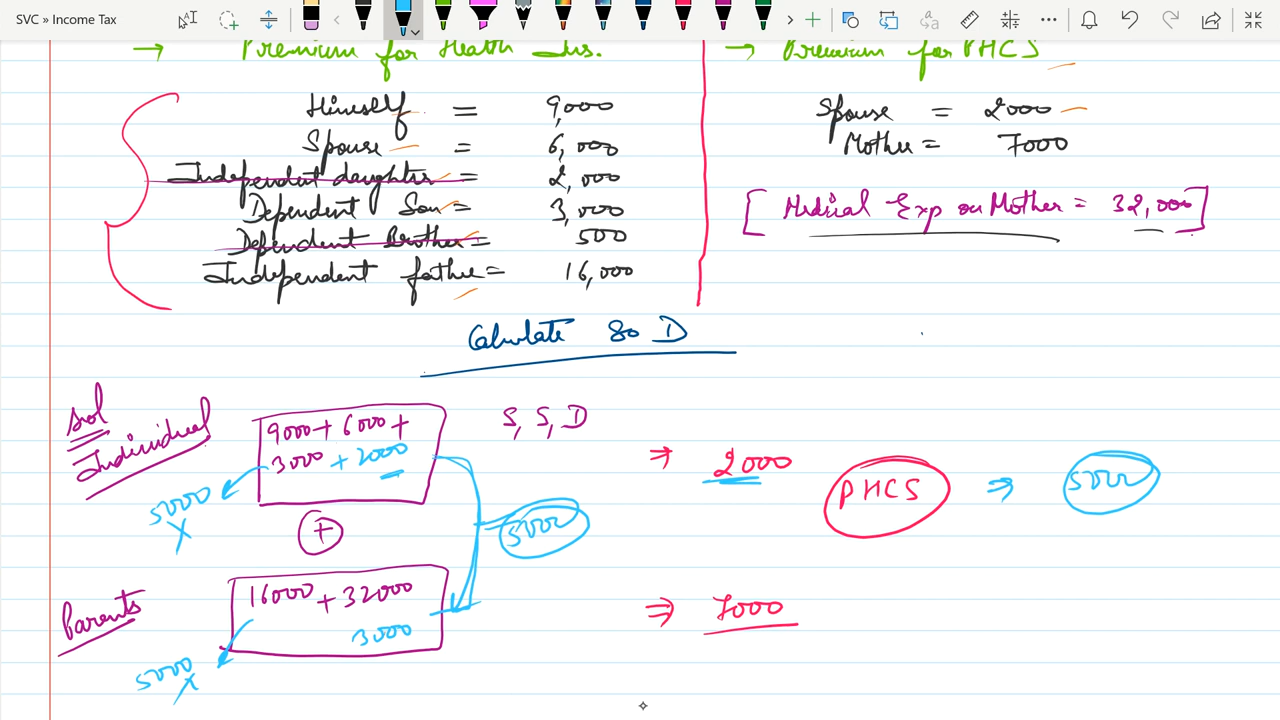 SVC » Income Tax
→ Premium for Health Ins.
Himself = 9,000
Spouse = 6,000
Independent daughter = 2,000
Dependent Son = 3,000
Dependent Brother = 500
Independent father = 16,000
→ Premium for PHCS
Spouse = 2000
Mother = 7000
[ Medical Exp on Mother = 32,000 ]
Calculate 80 D
Sol
Individual
9000 + 6000 +
3000 + 2000
S, S, D
5000
X
+
5000
⇒ 2000
PHCS ⇒ 5000
Parents
16000 + 32000
3000
5000
X
⇒ 7000